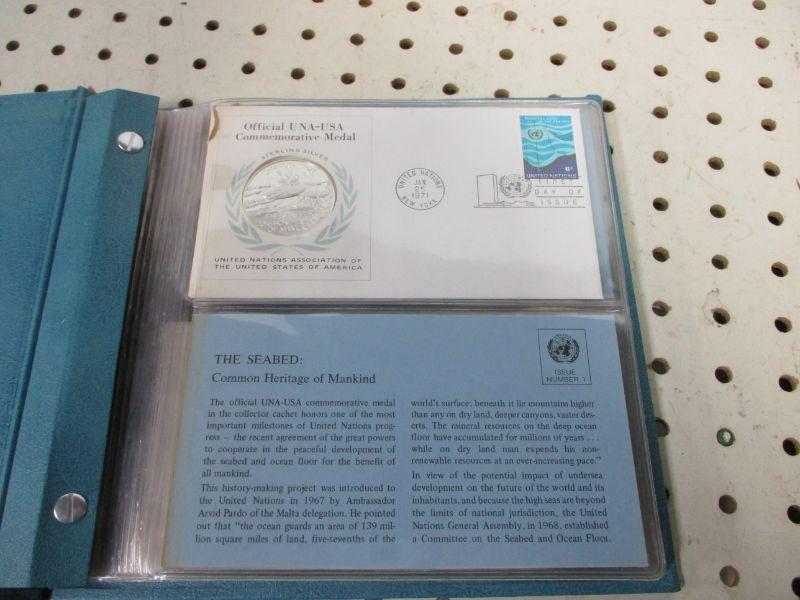 Official UNA-USA
Commemorative Medal
STERLING SILVER
UNITED NATIONS ASSOCIATION OF
THE UNITED STATES OF AMERICA
UNITED NATIONS
JAN
25
1971
NEW YORK
FIRST
DAY OF
ISSUE
UNITED NATIONS
6c
THE SEABED:
Common Heritage of Mankind
ISSUE
NUMBER 1
The official UNA-USA commemorative medal
in the collector cachet honors one of the most
important milestones of United Nations prog-
ress — the recent agreement of the great powers
to cooperate in the peaceful development of
the seabed and ocean floor for the benefit of
all mankind.
This history-making project was introduced to
the United Nations in 1967 by Ambassador
Arvid Pardo of the Malta delegation. He pointed
out that "the ocean guards an area of 139 mil-
lion square miles of land, five-sevenths of the
world's surface; beneath it lie mountains higher
than any on dry land, deeper canyons, vaster des-
erts. The mineral resources on the deep ocean
floor have accumulated for millions of years . . .
while on dry land man expends his non-
renewable resources at an ever-increasing pace."
In view of the potential impact of undersea
development on the future of the world and its
inhabitants, and because the high seas are beyond
the limits of national jurisdiction, the United
Nations General Assembly, in 1968, established
a Committee on the Seabed and Ocean Floor.